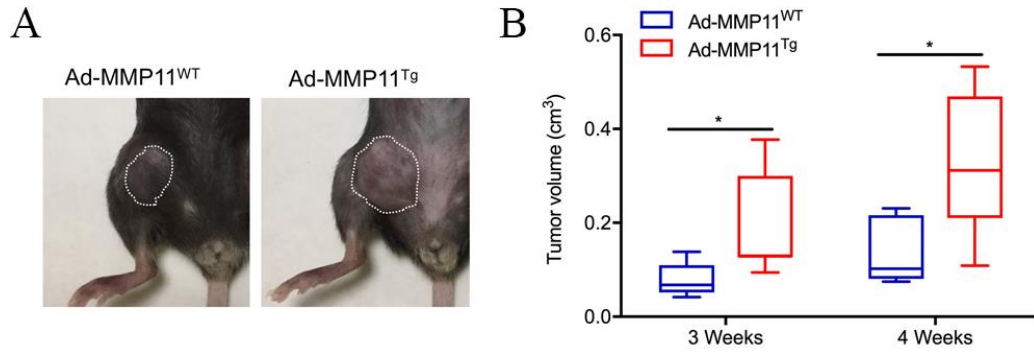 A
Ad-MMP11WT
Ad-MMP11Tg
B
Ad-MMP11WT
Ad-MMP11Tg
Tumor volume (cm3)
0.6
0.4
0.2
0.0
*
*
3 Weeks
4 Weeks